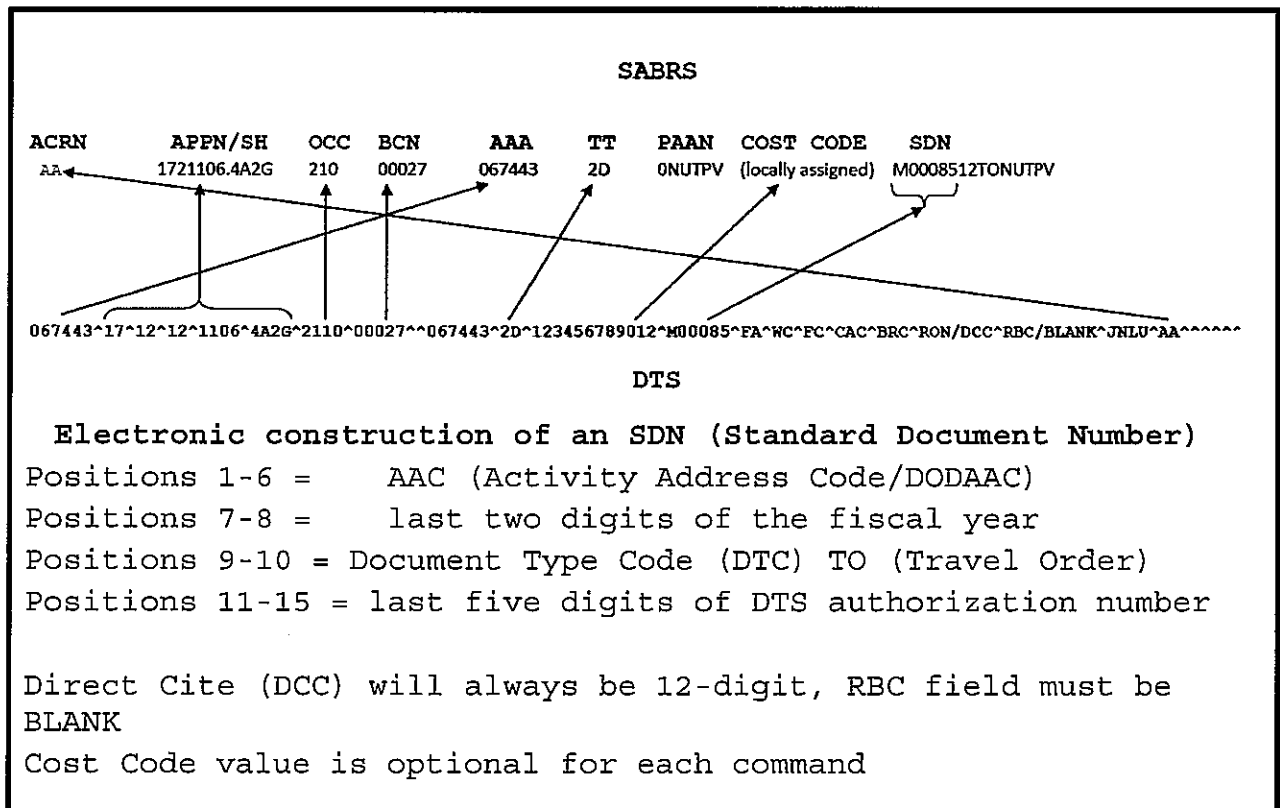 SABRS
ACRN APPN/SH OCC BCN AAA TT PAAN COST CODE SDN
AA 1721106.4A2G 210 00027 067443 2D 0NUTPV (locally assigned) M0008512TONUTPV
067443^17^12^12^1106^4A2G^2110^00027^^067443^2D^123456789012^M00085^FA^WC^FC^CAC^BRC^RON/DCC^RBC/BLANK^JNLU^AA^^^^^^
DTS
Electronic construction of an SDN (Standard Document Number)
Positions 1-6 = AAC (Activity Address Code/DODAAC)
Positions 7-8 = last two digits of the fiscal year
Positions 9-10 = Document Type Code (DTC) TO (Travel Order)
Positions 11-15 = last five digits of DTS authorization number
Direct Cite (DCC) will always be 12-digit, RBC field must be
BLANK
Cost Code value is optional for each command